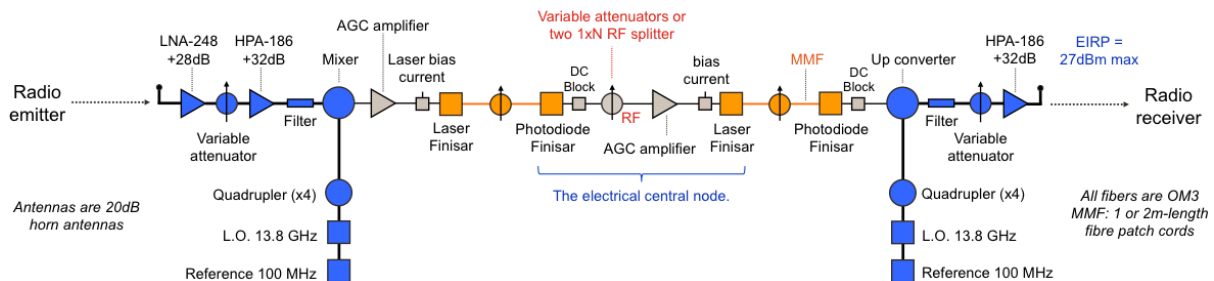 Radio
emitter
LNA-248
+28dB
Variable
attenuator
HPA-186
+32dB
Filter
Mixer
AGC amplifier
Laser bias
current
Laser
Finisar
Photodiode
Finisar
DC
Block
Variable attenuators or
two 1xN RF splitter
RF
AGC amplifier
bias
current
Laser
Finisar
MMF
Photodiode
Finisar
DC
Block
Up converter
Filter
Variable
attenuator
HPA-186
+32dB
EIRP =
27dBm max
Radio
receiver
The electrical central node.
Antennas are 20dB
horn antennas
Quadrupler (x4)
L.O. 13.8 GHz
Reference 100 MHz
Quadrupler (x4)
L.O. 13.8 GHz
Reference 100 MHz
All fibers are OM3
MMF: 1 or 2m-length
fibre patch cords